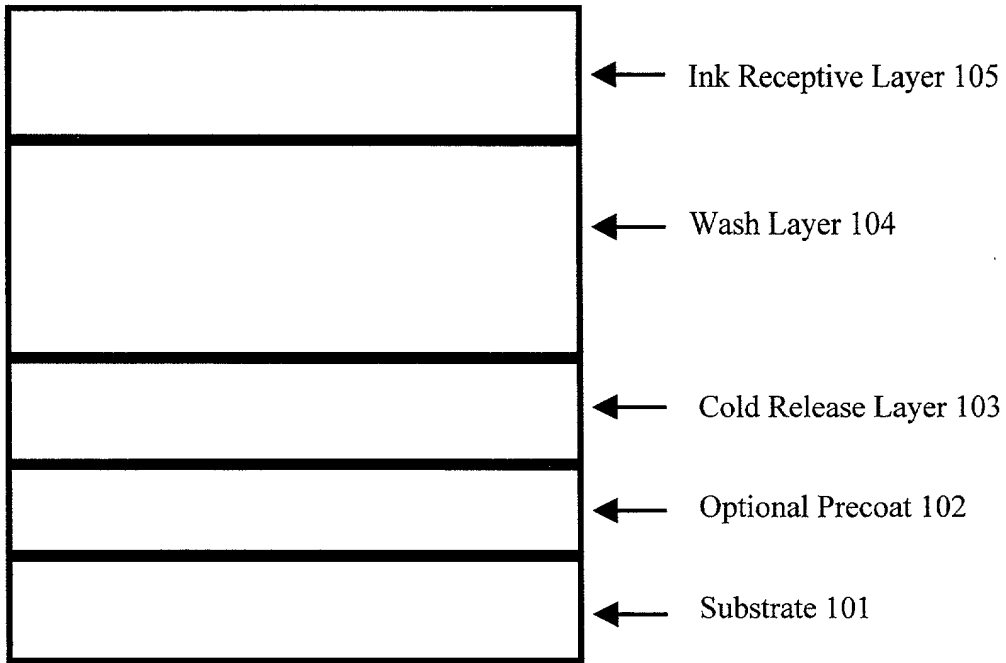 Ink Receptive Layer 105
Wash Layer 104
Cold Release Layer 103
Optional Precoat 102
Substrate 101